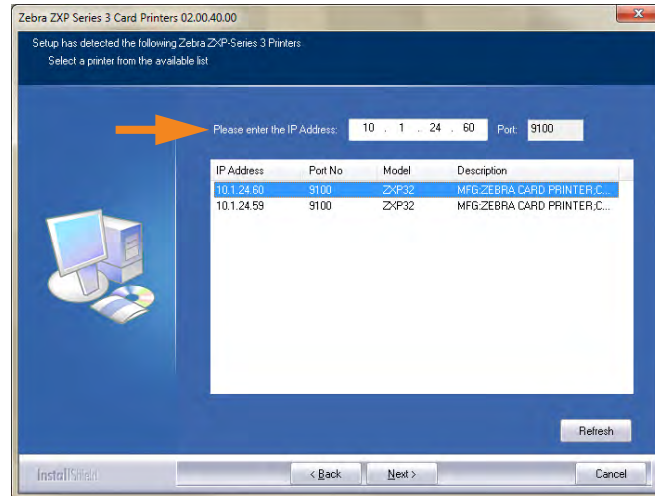 Zebra ZXP Series 3 Card Printers 02.00.40.00
Setup has detected the following Zebra ZXP-Series 3 Printers
Select a printer from the available list
Please enter the IP Address: 10 . 1 . 24 . 60 Port: 9100
IP Address Port No Model Description
10.1.24.60 9100 ZXP32 MFG:ZEBRA CARD PRINTER;C...
10.1.24.59 9100 ZXP32 MFG:ZEBRA CARD PRINTER;C...
Refresh
InstallShield < Back Next > Cancel